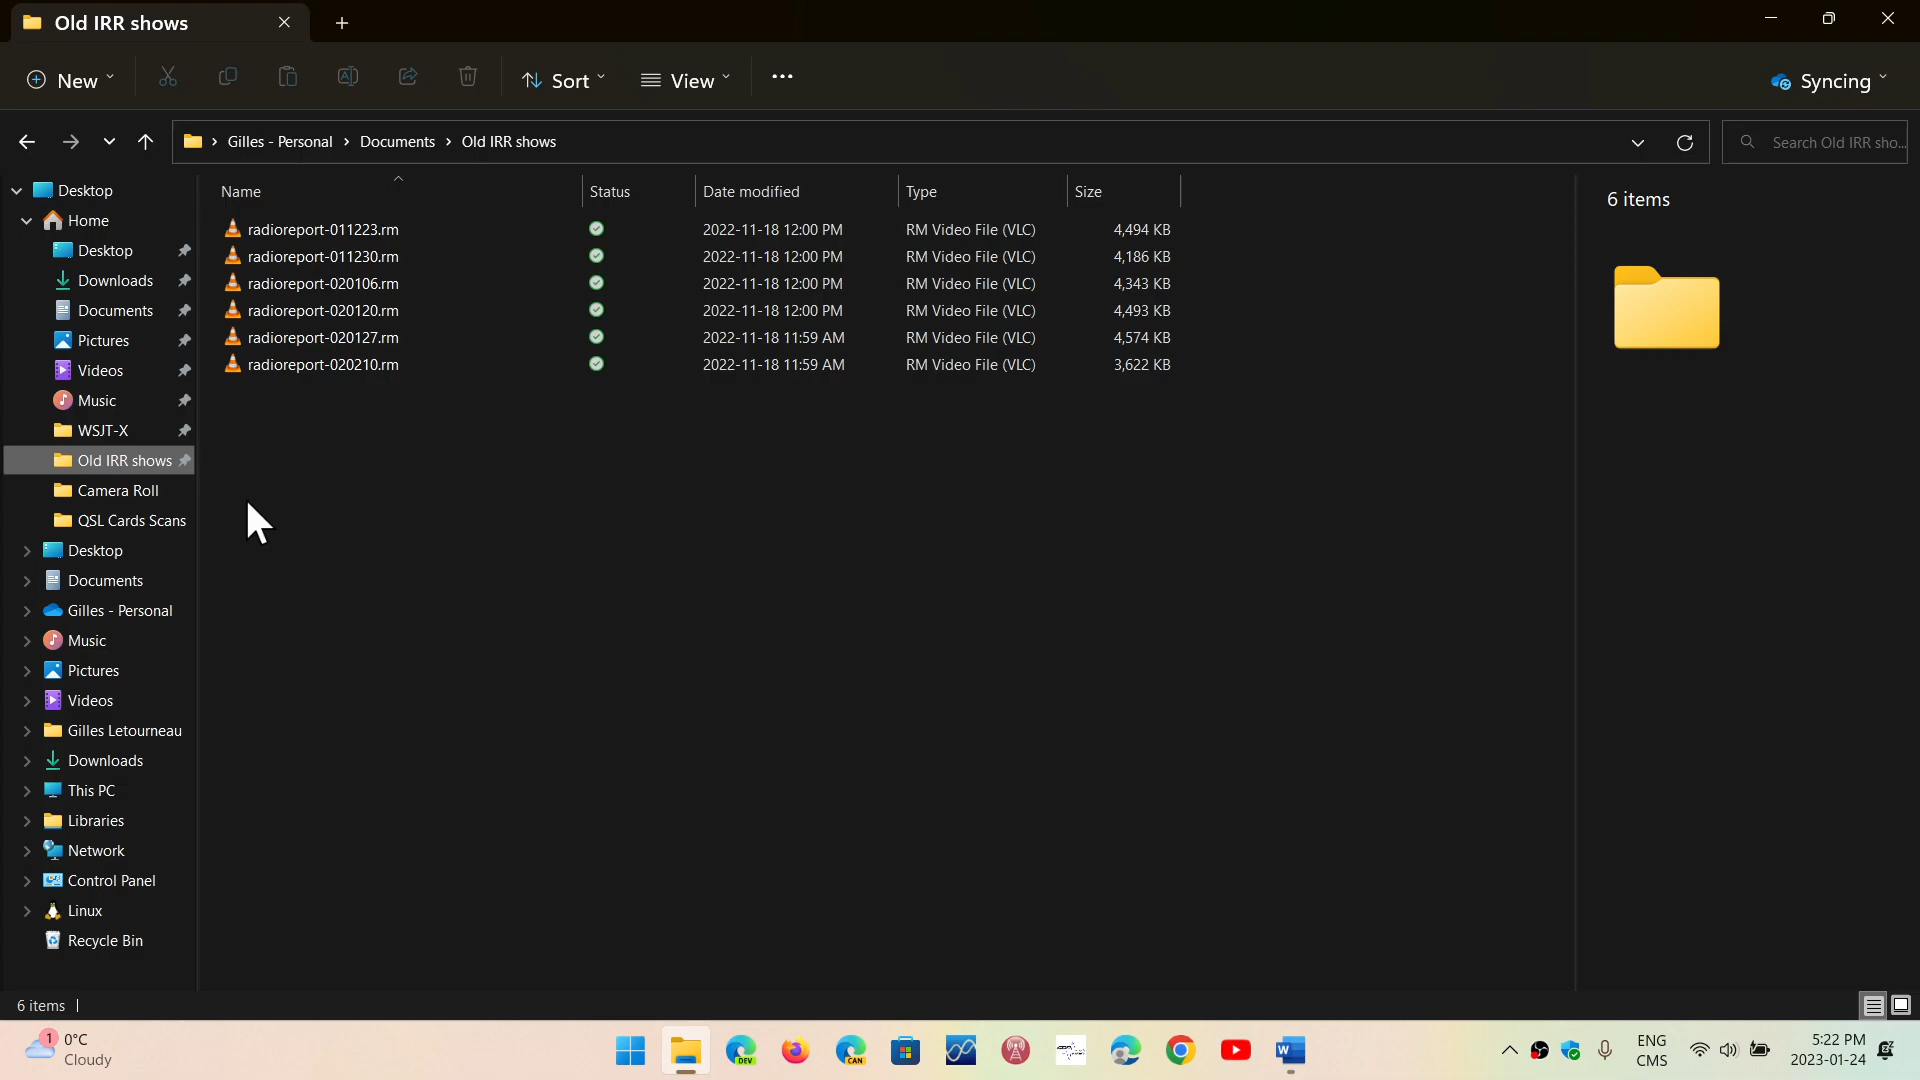 Old IRR shows
New
Sort
View
Syncing
Gilles - Personal > Documents > Old IRR shows
Search Old IRR sho...
Desktop
Home
Desktop
Downloads
Documents
Pictures
Videos
Music
WSJT-X
Old IRR shows
Camera Roll
QSL Cards Scans
Desktop
Documents
Gilles - Personal
Music
Pictures
Videos
Gilles Letourneau
Downloads
This PC
Libraries
Network
Control Panel
Linux
Recycle Bin
Name Status Date modified Type Size
radioreport-011223.rm 2022-11-18 12:00 PM RM Video File (VLC) 4,494 KB
radioreport-011230.rm 2022-11-18 12:00 PM RM Video File (VLC) 4,186 KB
radioreport-020106.rm 2022-11-18 12:00 PM RM Video File (VLC) 4,343 KB
radioreport-020120.rm 2022-11-18 12:00 PM RM Video File (VLC) 4,493 KB
radioreport-020127.rm 2022-11-18 11:59 AM RM Video File (VLC) 4,574 KB
radioreport-020210.rm 2022-11-18 11:59 AM RM Video File (VLC) 3,622 KB
6 items
6 items
1
0°C
Cloudy
DEV
CAN
W
ENG
CMS
5:22 PM
2023-01-24